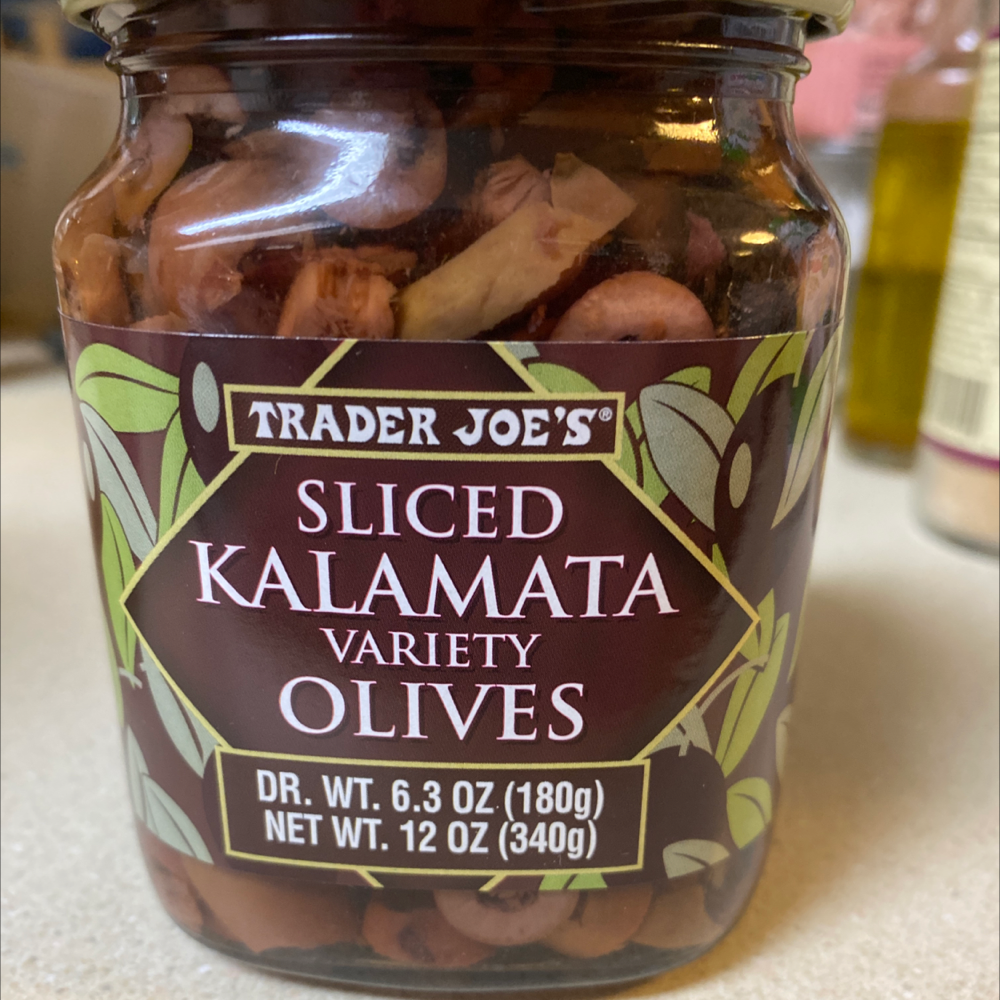 TRADER JOE'S®
SLICED
KALAMATA
VARIETY
OLIVES
DR. WT. 6.3 OZ (180g)
NET WT. 12 OZ (340g)